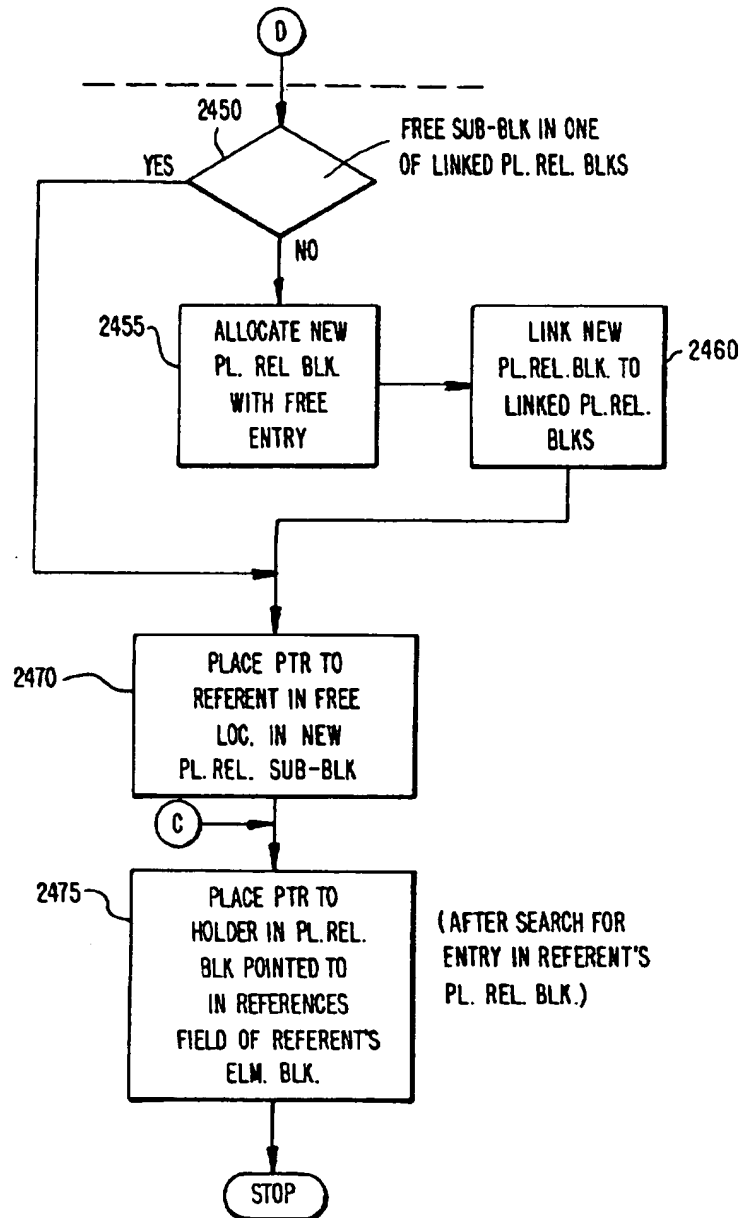 D
2450
FREE SUB-BLK IN ONE
OF LINKED PL. REL. BLKS
YES
NO
2455
ALLOCATE NEW
PL. REL BLK
WITH FREE
ENTRY
LINK NEW
PL.REL.BLK. TO
LINKED PL.REL.
BLKS
2460
2470
PLACE PTR TO
REFERENT IN FREE
LOC. IN NEW
PL.REL. SUB-BLK
C
2475
PLACE PTR TO
HOLDER IN PL.REL.
BLK POINTED TO
IN REFERENCES
FIELD OF REFERENT'S
ELM. BLK.
(AFTER SEARCH FOR
ENTRY IN REFERENT'S
PL. REL. BLK.)
STOP